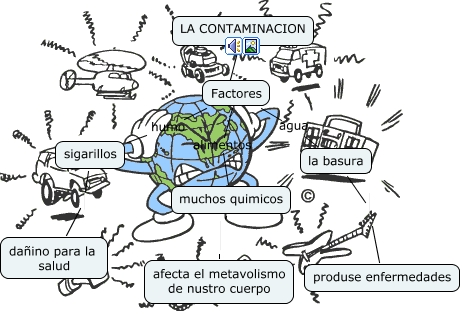 LA CONTAMINACION
Factores
humo
agua
alimentos
sigarillos
la basura
muchos quimicos
©
dañino para la
salud
afecta el metavolismo
de nustro cuerpo
produse enfermedades